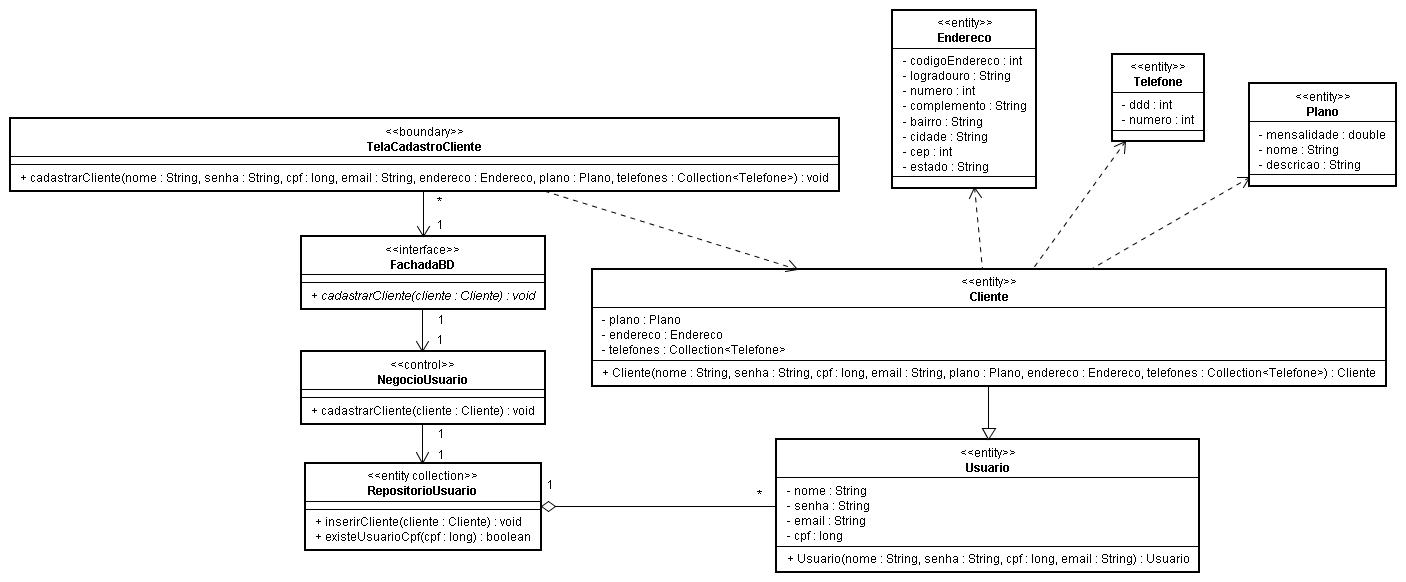 <<entity>>
Endereco
- codigoEndereco : int
- logradouro : String
- numero : int
- complemento : String
- bairro : String
- cidade : String
- cep : int
- estado : String
<<entity>>
Telefone
- ddd : int
- numero : int
<<entity>>
Plano
- mensalidade : double
- nome : String
- descricao : String
<<boundary>>
TelaCadastroCliente
+ cadastrarCliente(nome : String, senha : String, cpf : long, email : String, endereco : Endereco, plano : Plano, telefones : Collection<Telefone>) : void
*
1
<<interface>>
FachadaBD
+ cadastrarCliente(cliente : Cliente) : void
1
1
<<control>>
NegocioUsuario
+ cadastrarCliente(cliente : Cliente) : void
1
1
<<entity collection>>
RepositorioUsuario
+ inserirCliente(cliente : Cliente) : void
+ existeUsuarioCpf(cpf : long) : boolean
1
*
<<entity>>
Cliente
- plano : Plano
- endereco : Endereco
- telefones : Collection<Telefone>
+ Cliente(nome : String, senha : String, cpf : long, email : String, plano : Plano, endereco : Endereco, telefones : Collection<Telefone>) : Cliente
<<entity>>
Usuario
- nome : String
- senha : String
- email : String
- cpf : long
+ Usuario(nome : String, senha : String, cpf : long, email : String) : Usuario